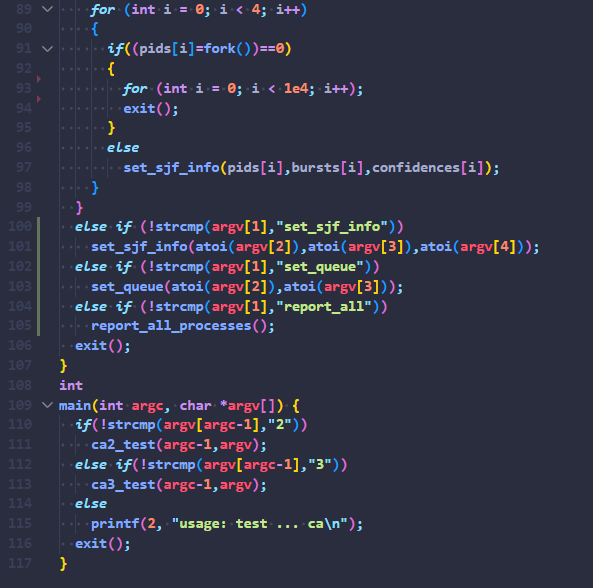 89 for (int i = 0; i < 4; i++)
90 {
91 if((pids[i]=fork())==0)
92 {
93 for (int i = 0; i < 1e4; i++);
94 exit();
95 }
96 else
97 set_sjf_info(pids[i],bursts[i],confidences[i]);
98 }
99 }
100 else if (!strcmp(argv[1],"set_sjf_info"))
101 set_sjf_info(atoi(argv[2]),atoi(argv[3]),atoi(argv[4]));
102 else if (!strcmp(argv[1],"set_queue"))
103 set_queue(atoi(argv[2]),atoi(argv[3]));
104 else if (!strcmp(argv[1],"report_all"))
105 report_all_processes();
106 exit();
107 }
108 int
109 main(int argc, char *argv[]) {
110 if(!strcmp(argv[argc-1],"2"))
111 ca2_test(argc-1,argv);
112 else if(!strcmp(argv[argc-1],"3"))
113 ca3_test(argc-1,argv);
114 else
115 printf(2, "usage: test ... ca\n");
116 exit();
117 }